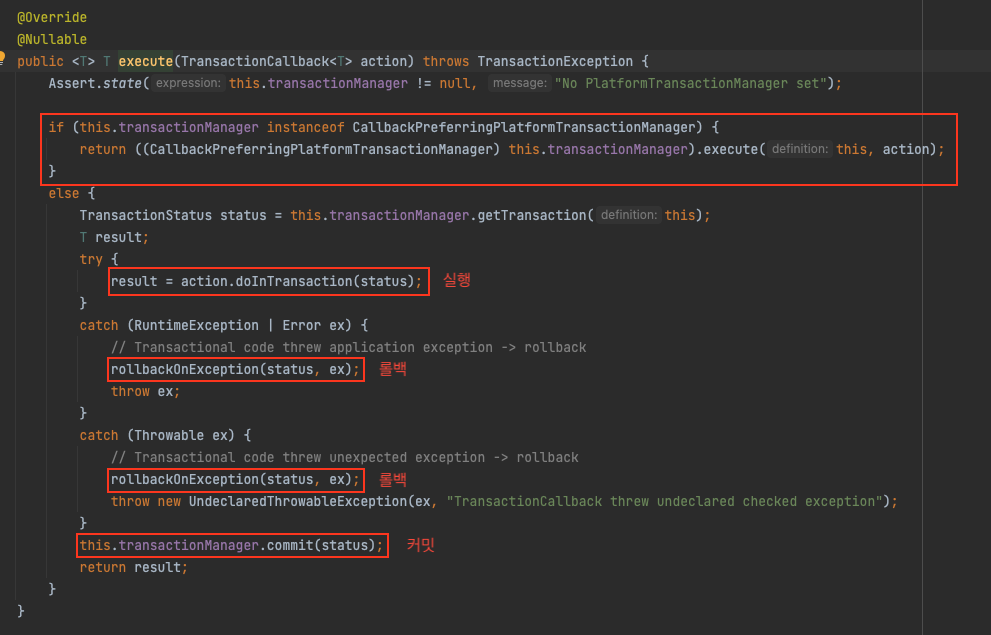 @Override
@Nullable
public <T> T execute(TransactionCallback<T> action) throws TransactionException {
Assert.state( expression: this.transactionManager != null, message: "No PlatformTransactionManager set");
if (this.transactionManager instanceof CallbackPreferringPlatformTransactionManager) {
return ((CallbackPreferringPlatformTransactionManager) this.transactionManager).execute( definition: this, action);
}
else {
TransactionStatus status = this.transactionManager.getTransaction( definition: this);
T result;
try {
result = action.doInTransaction(status); 실행
}
catch (RuntimeException | Error ex) {
// Transactional code threw application exception -> rollback
rollbackOnException(status, ex); 롤백
throw ex;
}
catch (Throwable ex) {
// Transactional code threw unexpected exception -> rollback
rollbackOnException(status, ex); 롤백
throw new UndeclaredThrowableException(ex, "TransactionCallback threw undeclared checked exception");
}
this.transactionManager.commit(status); 커밋
return result;
}
}